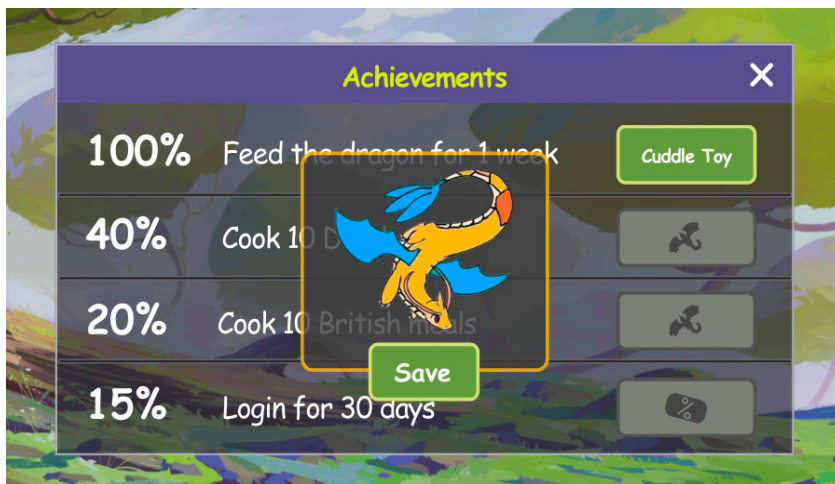 Achievements
100% Feed the dragon for 1 week Cuddle Toy
40% Cook 10
20% Cook 10 British meals
Save
15% Login for 30 days
%